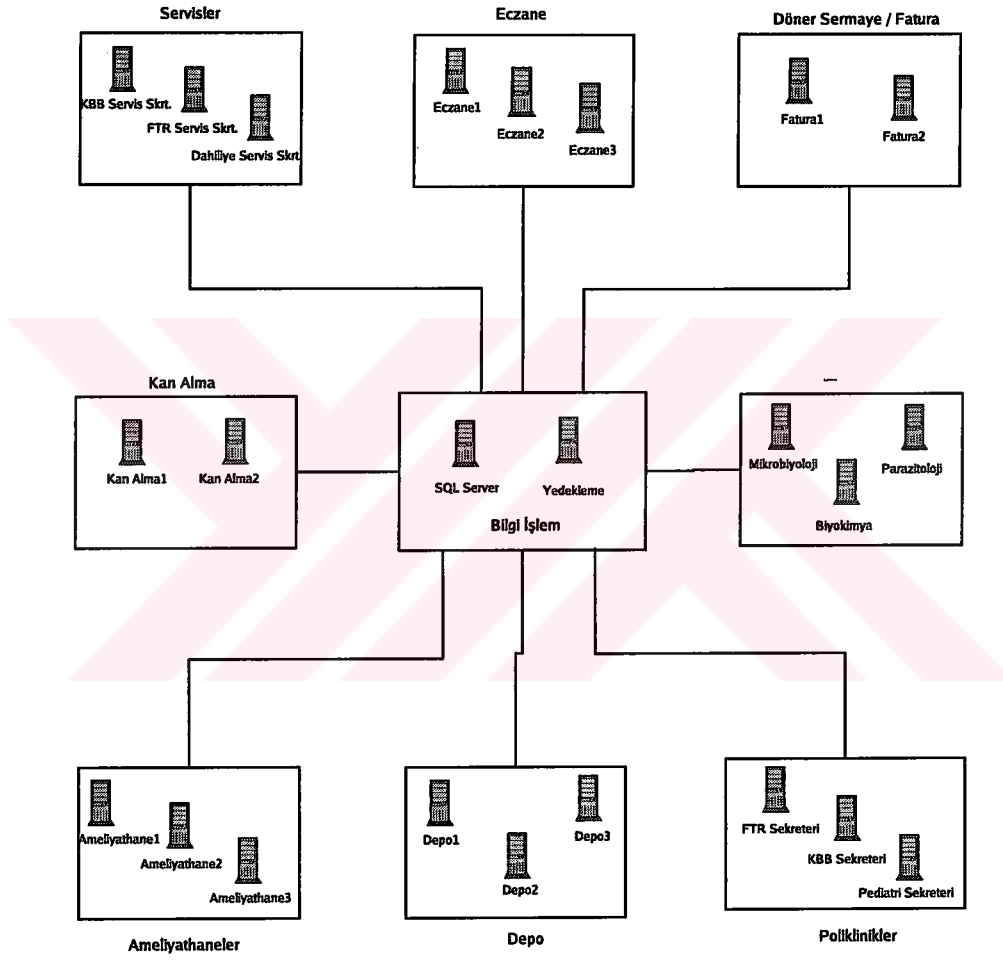 Servisler
KBB Servis Skrt.
FTR Servis Skrt.
Dahiliye Servis Skrt
Eczane
Eczane1
Eczane2
Eczane3
Döner Sermaye / Fatura
Fatura1
Fatura2
Kan Alma
Kan Alma1
Kan Alma2
SQL Server
Yedekleme
Bilgi İşlem
Mikrobiyoloji
Parazitoloji
Biyokimya
Ameliyathane1
Ameliyathane2
Ameliyathane3
Ameliyathaneler
Depo1
Depo2
Depo3
Depo
FTR Sekreteri
KBB Sekreteri
Pediatri Sekreteri
Poliklinikler